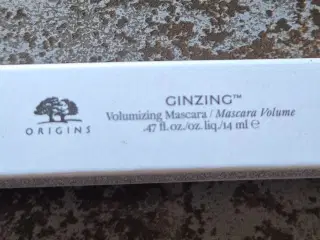 ORIGINS
GINZING™
Volumizing Mascara / Mascara Volume
.47 fl.oz./oz.liq./14 ml ℮